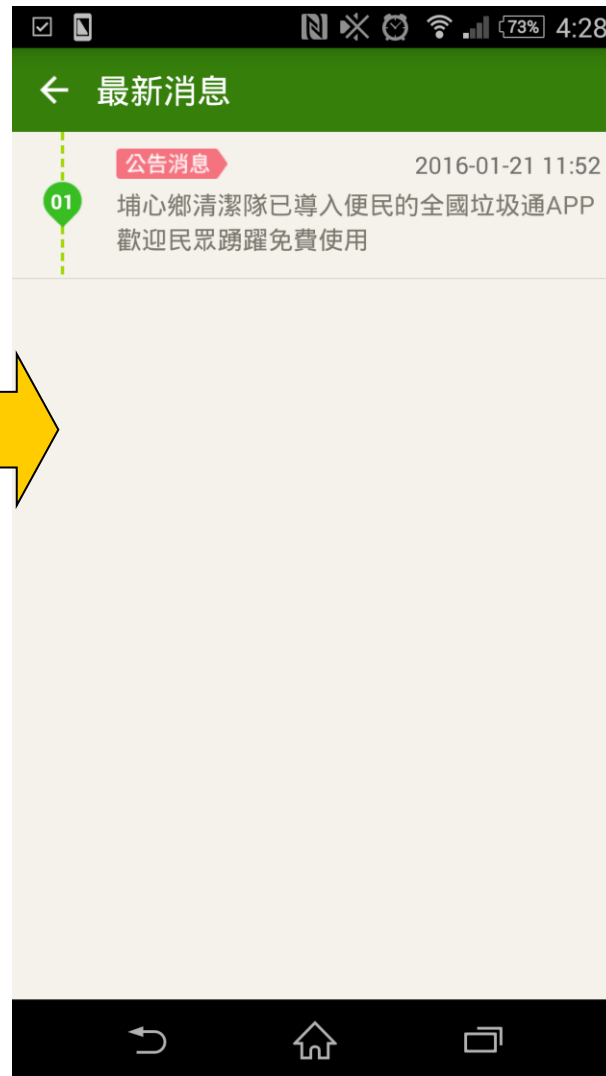 73% 4:28
最新消息
公告消息 2016-01-21 11:52
01
埔心鄉清潔隊已導入便民的全國垃圾通APP
歡迎民眾踴躍免費使用